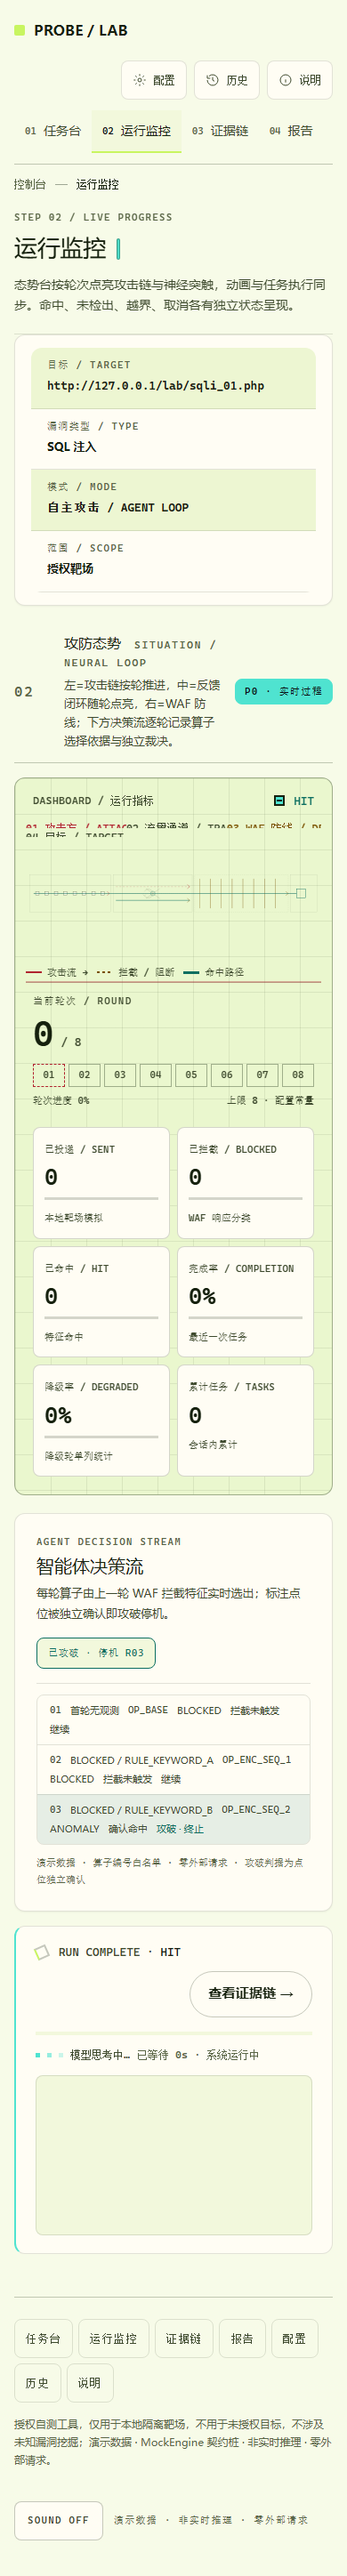 PROBE / LAB
配置 历史 说明
01 任务台 02 运行监控 03 证据链 04 报告
控制台 — 运行监控
STEP 02 / LIVE PROGRESS
运行监控
态势台按轮次点亮攻击链与神经突触，动画与任务执行同
步。命中、未检出、越界、取消各有独立状态呈现。
目标 / TARGET
http://127.0.0.1/lab/sqli_01.php
漏洞类型 / TYPE
SQL 注入
模式 / MODE
自主攻击 / AGENT LOOP
范围 / SCOPE
授权靶场
02
攻防态势 SITUATION /
NEURAL LOOP
左=攻击链按轮推进，中=反馈
闭环随轮点亮，右=WAF 防
线；下方决策流逐轮记录算子
选择依据与独立裁决。
P0 · 实时过程
DASHBOARD / 运行指标
HIT
04 目标 / TARGET
攻击流 → 拦截 / 阻断 命中路径
当前轮次 / ROUND
0 / 8
01 02 03 04 05 06 07 08
轮次进度 0% 上限 8 · 配置常量
已投递 / SENT
0
本地靶场模拟
已拦截 / BLOCKED
0
WAF 响应分类
已命中 / HIT
0
特征命中
完成率 / COMPLETION
0%
最近一次任务
降级率 / DEGRADED
0%
降级轮单列统计
累计任务 / TASKS
0
会话内累计
AGENT DECISION STREAM
智能体决策流
每轮算子由上一轮 WAF 拦截特征实时选出；标注点
位被独立确认即攻破停机。
已攻破 · 停机 R03
01 首轮无观测 OP_BASE BLOCKED 拦截未触发
继续
02 BLOCKED / RULE_KEYWORD_A OP_ENC_SEQ_1
BLOCKED 拦截未触发 继续
03 BLOCKED / RULE_KEYWORD_B OP_ENC_SEQ_2
ANOMALY 确认命中 攻破 · 终止
演示数据 · 算子编号白名单 · 零外部请求 · 攻破判据为点
位独立确认
RUN COMPLETE · HIT
查看证据链 →
模型思考中… 已等待 0s · 系统运行中
任务台 运行监控 证据链 报告 配置
历史 说明
授权自测工具，仅用于本地隔离靶场，不用于未授权目标，不涉及
未知漏洞挖掘；演示数据 · MockEngine 契约桩 · 非实时推理 · 零外
部请求。
SOUND OFF
演示数据 · 非实时推理 · 零外部请求